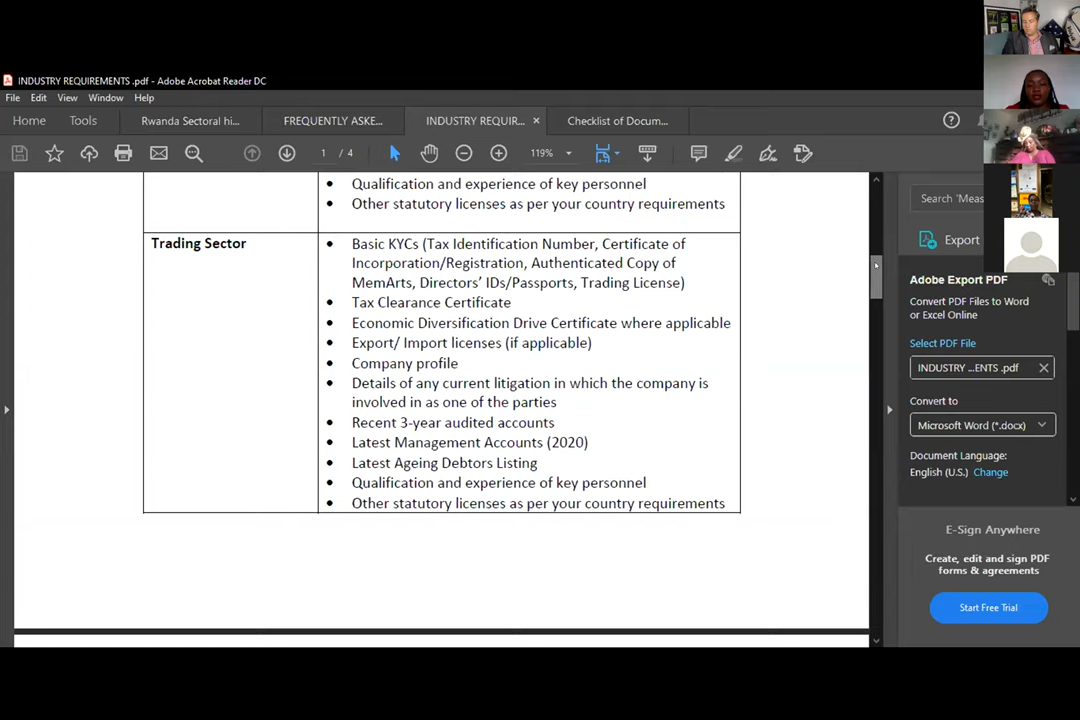 INDUSTRY REQUIREMENTS .pdf - Adobe Acrobat Reader DC
File Edit View Window Help
Home Tools Rwanda Sectoral hi... FREQUENTLY ASKE... INDUSTRY REQUIR... × Checklist of Docum...
1 / 4 119%
Qualification and experience of key personnel
Other statutory licenses as per your country requirements
Trading Sector
Basic KYCs (Tax Identification Number, Certificate of
Incorporation/Registration, Authenticated Copy of
MemArts, Directors’ IDs/Passports, Trading License)
Tax Clearance Certificate
Economic Diversification Drive Certificate where applicable
Export/ Import licenses (if applicable)
Company profile
Details of any current litigation in which the company is
involved in as one of the parties
Recent 3-year audited accounts
Latest Management Accounts (2020)
Latest Ageing Debtors Listing
Qualification and experience of key personnel
Other statutory licenses as per your country requirements
Search 'Meas
Export
Adobe Export PDF
Convert PDF Files to Word
or Excel Online
Select PDF File
INDUSTRY ...ENTS .pdf
Convert to
Microsoft Word (*.docx)
Document Language:
English (U.S.) Change
E-Sign Anywhere
Create, edit and sign PDF
forms & agreements
Start Free Trial